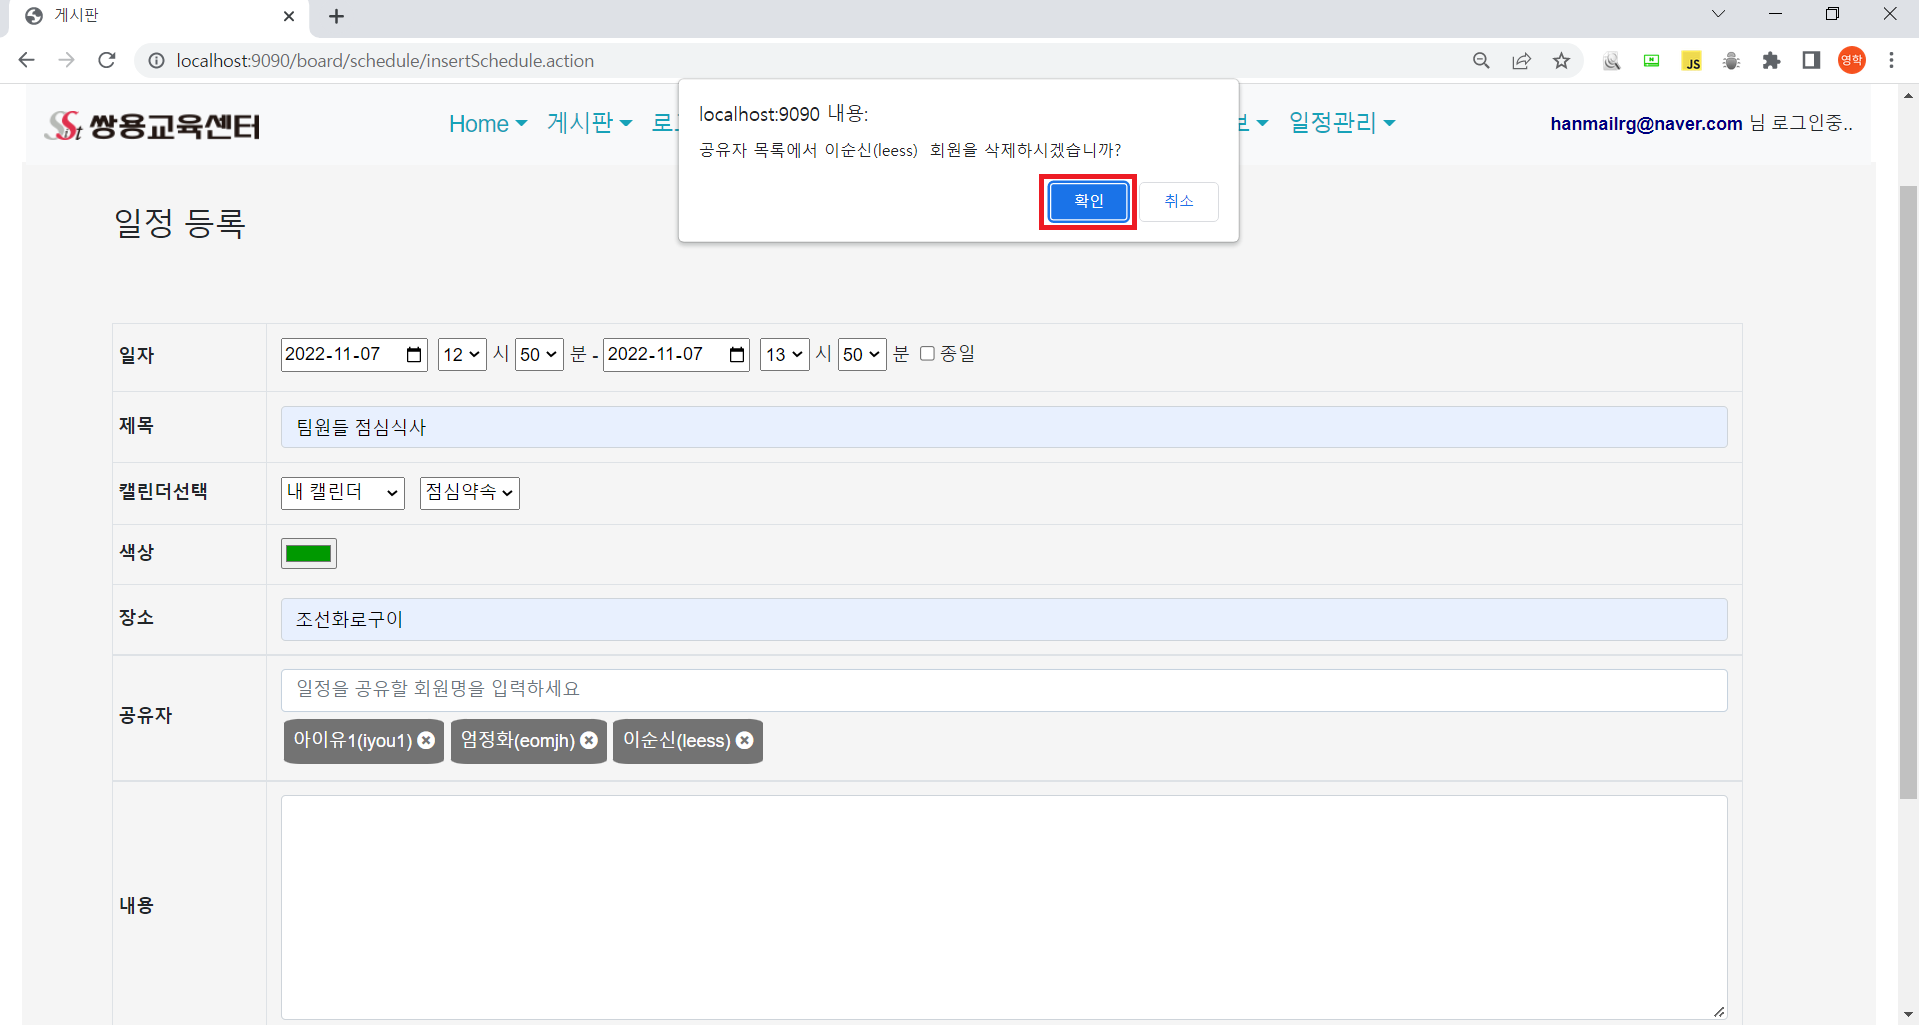 게시판
localhost:9090/board/schedule/insertSchedule.action
JS
영학
SSist 쌍용교육센터
Home 게시판 로그 보 일정관리
hanmailrg@naver.com 님 로그인중..
localhost:9090 내용:
공유자 목록에서 이순신(leess) 회원을 삭제하시겠습니까?
확인 취소
일정 등록
일자 2022-11-07 12 시 50 분 - 2022-11-07 13 시 50 분 종일
제목 팀원들 점심식사
캘린더선택 내 캘린더 점심약속
색상
장소 조선화로구이
공유자 일정을 공유할 회원명을 입력하세요
아이유1(iyou1) 엄정화(eomjh) 이순신(leess)
내용